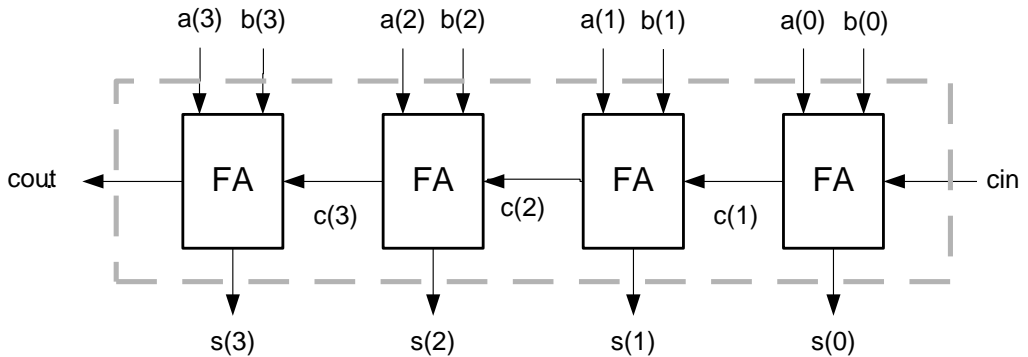 a(3) b(3) a(2) b(2) a(1) b(1) a(0) b(0)
cout FA FA FA FA cin
c(3) c(2) c(1)
s(3) s(2) s(1) s(0)